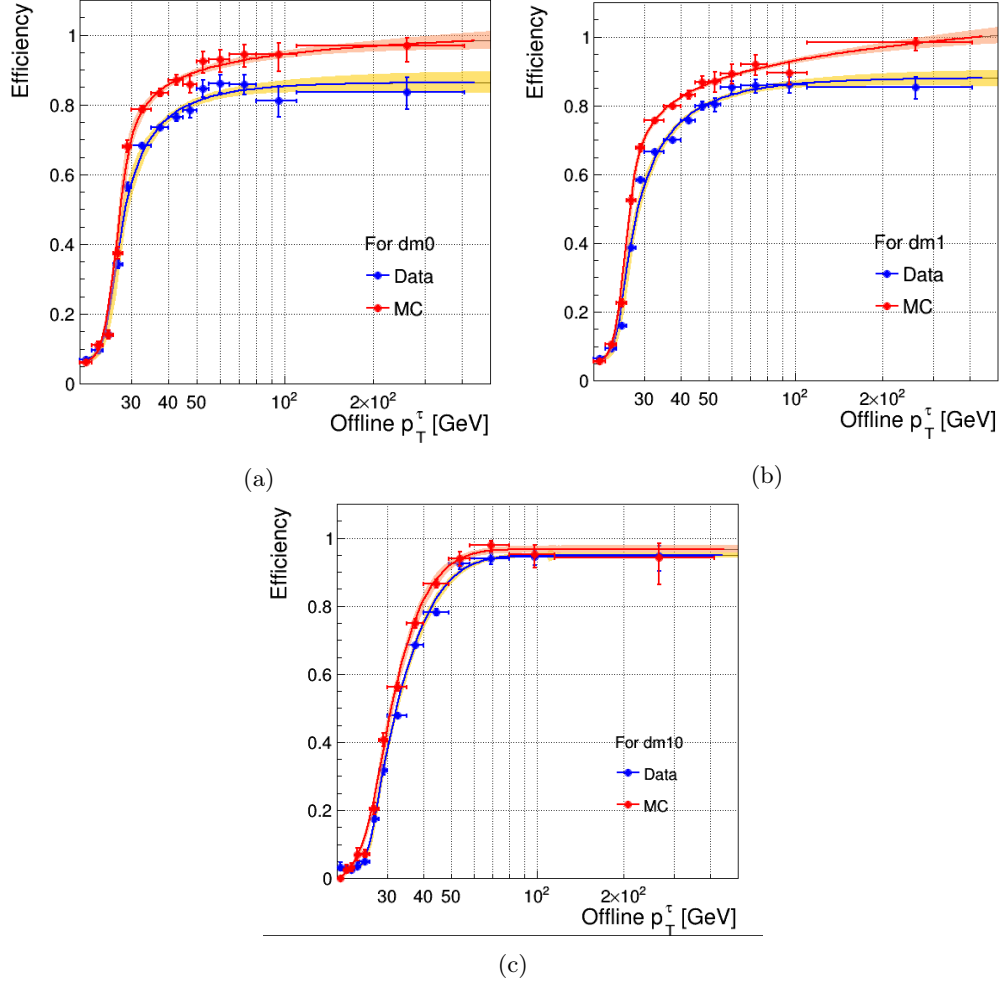 Efficiency
1
0.8
0.6
0.4
0.2
0
For dm0
Data
MC
30 40 50 10² 2×10²
Offline p_T^τ [GeV]
(a)
Efficiency
1
0.8
0.6
0.4
0.2
0
For dm1
Data
MC
30 40 50 10² 2×10²
Offline p_T^τ [GeV]
(b)
Efficiency
1
0.8
0.6
0.4
0.2
0
For dm10
Data
MC
30 40 50 10² 2×10²
Offline p_T^τ [GeV]
(c)